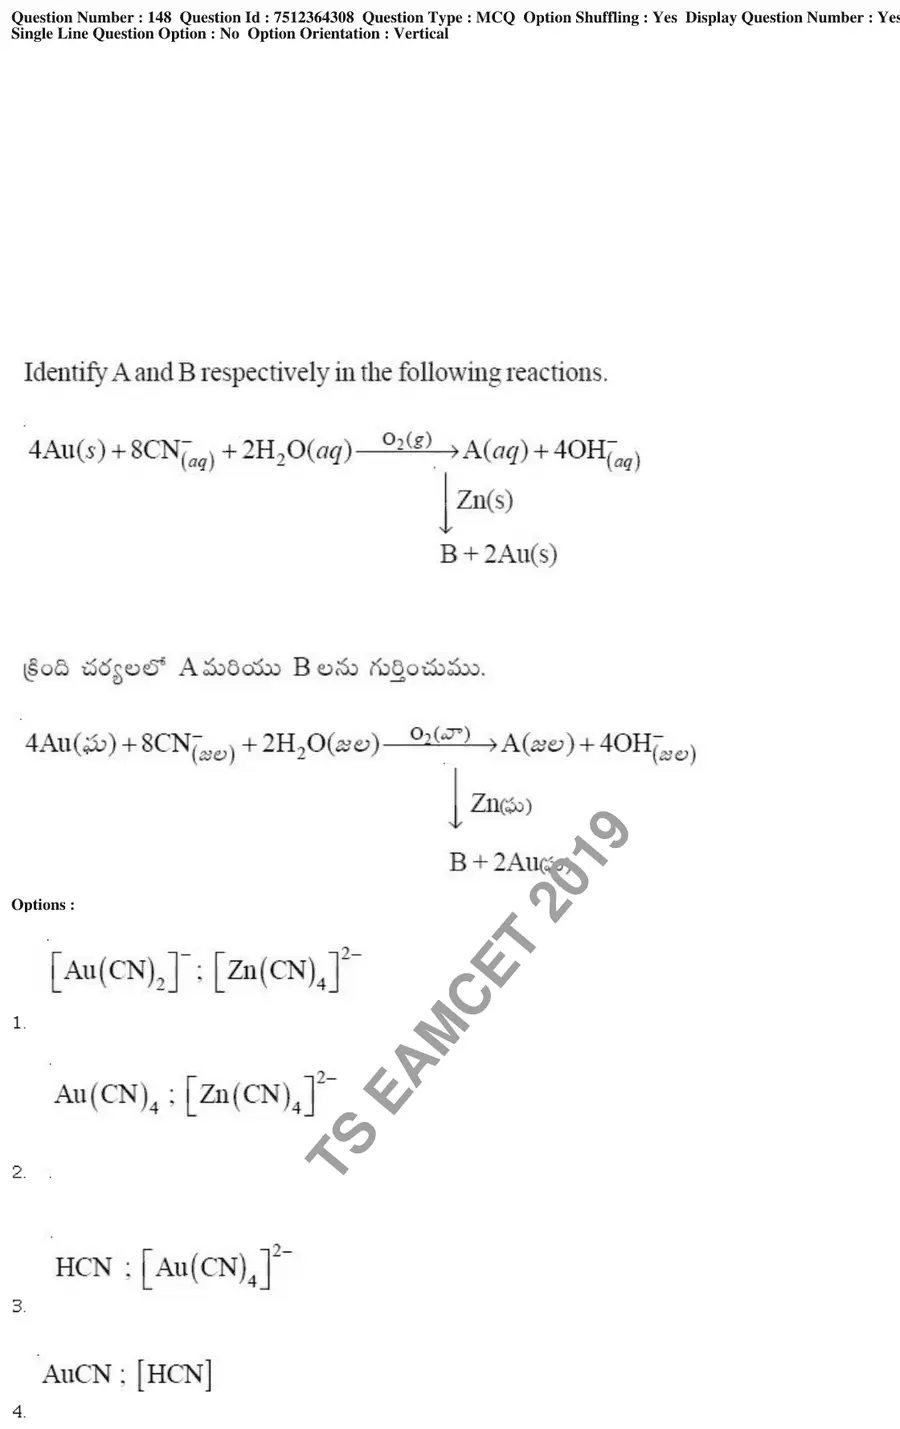 Question Number : 148 Question Id : 7512364308 Question Type : MCQ Option Shuffling : Yes Display Question Number : Yes
Single Line Question Option : No Option Orientation : Vertical
Identify A and B respectively in the following reactions.
4Au(s) + 8CN⁻(aq) + 2H₂O(aq) —O₂(g)→ A(aq) + 4OH⁻(aq)
↓ Zn(s)
B + 2Au(s)
క్రింది చర్యలలో A మరియు B లను గుర్తించుము.
4Au(ఘ) + 8CN⁻(జల) + 2H₂O(జల) —O₂(వా)→ A(జల) + 4OH⁻(జల)
↓ Zn(ఘ)
B + 2Au(ఘ)
Options :
[Au(CN)₂]⁻ ; [Zn(CN)₄]²⁻
1.
Au(CN)₄ ; [Zn(CN)₄]²⁻
2.
HCN ; [Au(CN)₄]²⁻
3.
AuCN ; [HCN]
4.
TS EAMCET 2019